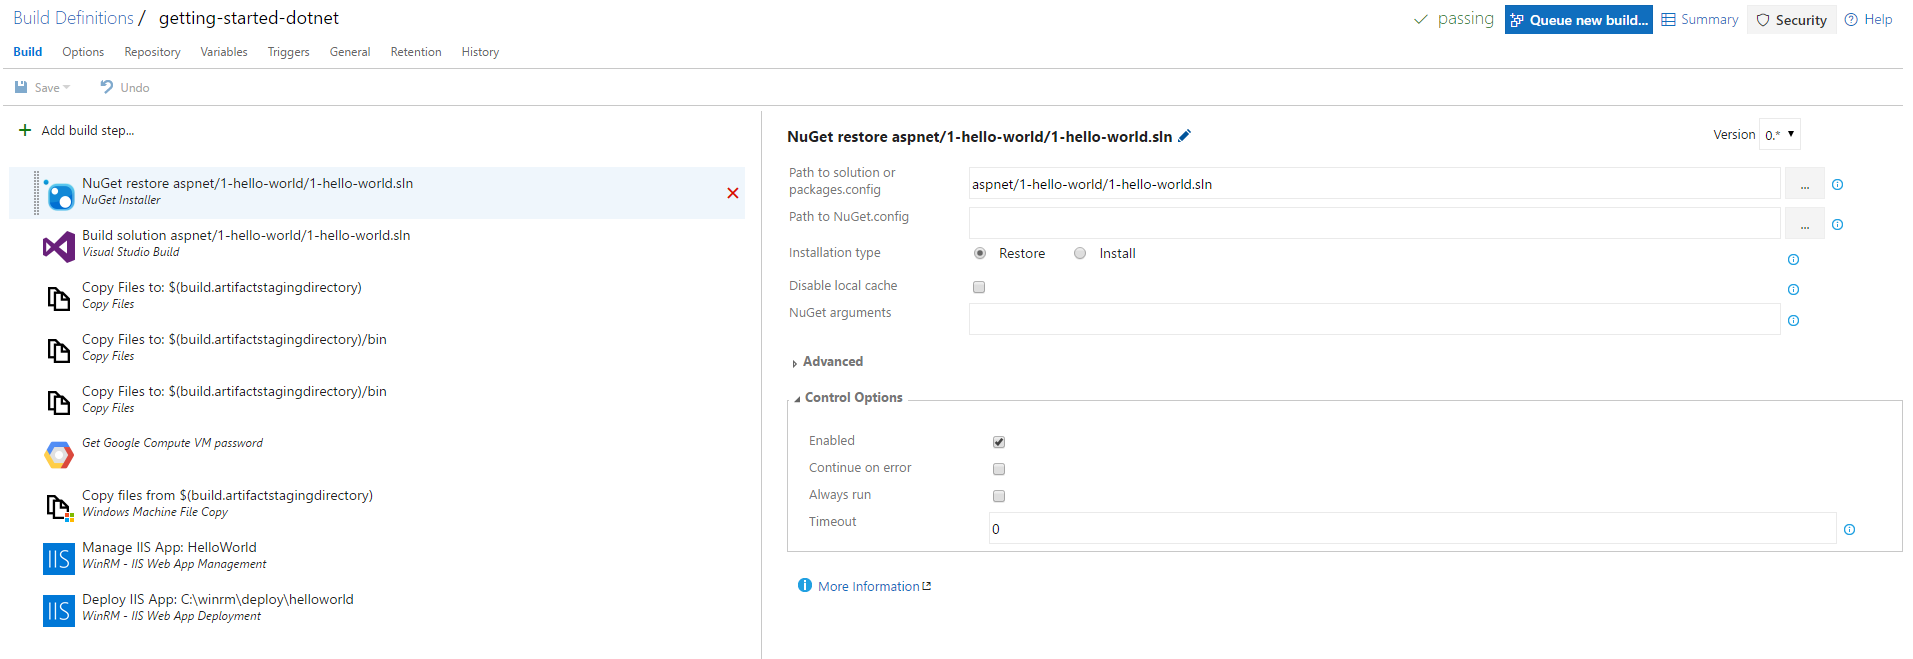 Build Definitions / getting-started-dotnet
passing
Queue new build...
Summary
Security
Help
Build Options Repository Variables Triggers General Retention History
Save Undo
Add build step...
NuGet restore aspnet/1-hello-world/1-hello-world.sln
NuGet Installer
Build solution aspnet/1-hello-world/1-hello-world.sln
Visual Studio Build
Copy Files to: $(build.artifactstagingdirectory)
Copy Files
Copy Files to: $(build.artifactstagingdirectory)/bin
Copy Files
Copy Files to: $(build.artifactstagingdirectory)/bin
Copy Files
Get Google Compute VM password
Copy files from $(build.artifactstagingdirectory)
Windows Machine File Copy
IIS
Manage IIS App: HelloWorld
WinRM - IIS Web App Management
IIS
Deploy IIS App: C:\winrm\deploy\helloworld
WinRM - IIS Web App Deployment
NuGet restore aspnet/1-hello-world/1-hello-world.sln
Version 0.*
Path to solution or
packages.config
aspnet/1-hello-world/1-hello-world.sln
...
Path to NuGet.config
...
Installation type Restore Install
Disable local cache
NuGet arguments
Advanced
Control Options
Enabled
Continue on error
Always run
Timeout
0
More Information